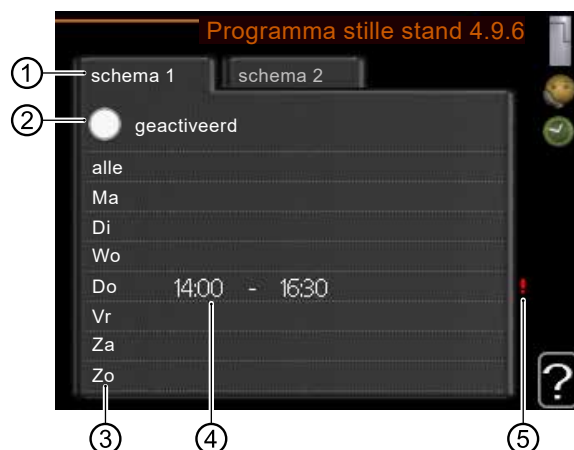 Programma stille stand 4.9.6
1 schema 1 schema 2
2 geactiveerd
alle
Ma
Di
Wo
Do 14:00 - 16:30 !
Vr
Za
Zo
?
3 4 5